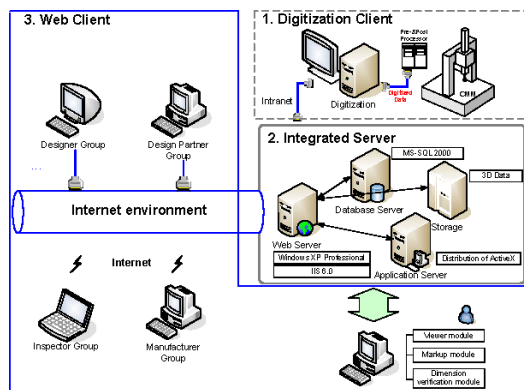 3. Web Client
Designer Group
Design Partner
Group
...
Internet environment
Internet
Inspector Group
Manufacturer
Group
1. Digitization Client
Pre-&Post
Processor
Intranet
Digitization
Digitized
Data
CMM
2. Integrated Server
MS-SQL2000
3D Data
Database Server
Storage
Web Server
Windows XP Professional
IIS 6.0
Application Server
Distribution of ActiveX
Viewer module
Markup module
Dimension
verification module